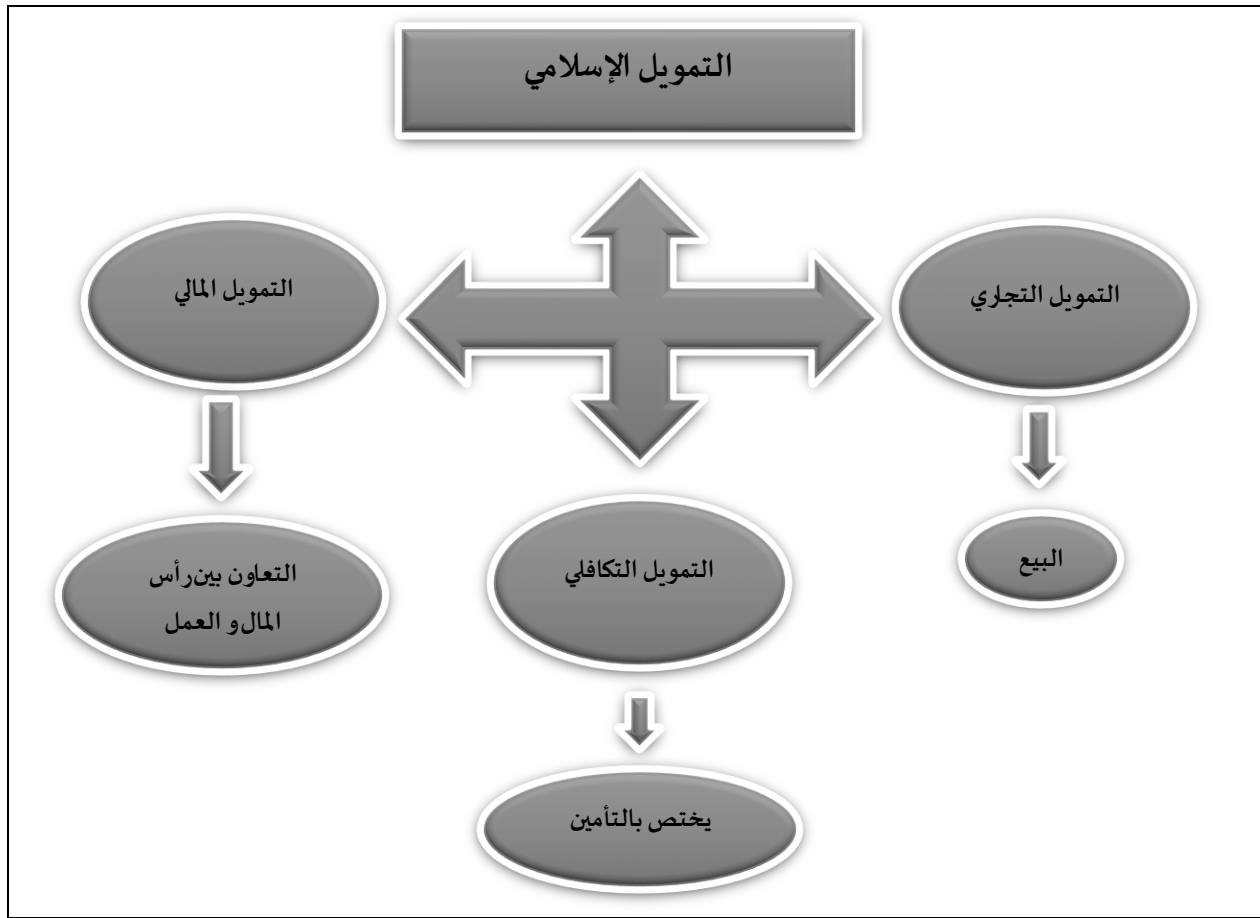 التمويل الإسلامي
التمويل التجاري
التمويل المالي
البيع
التمويل التكافلي
التعاون بين رأس
المال و العمل
يختص بالتأمين